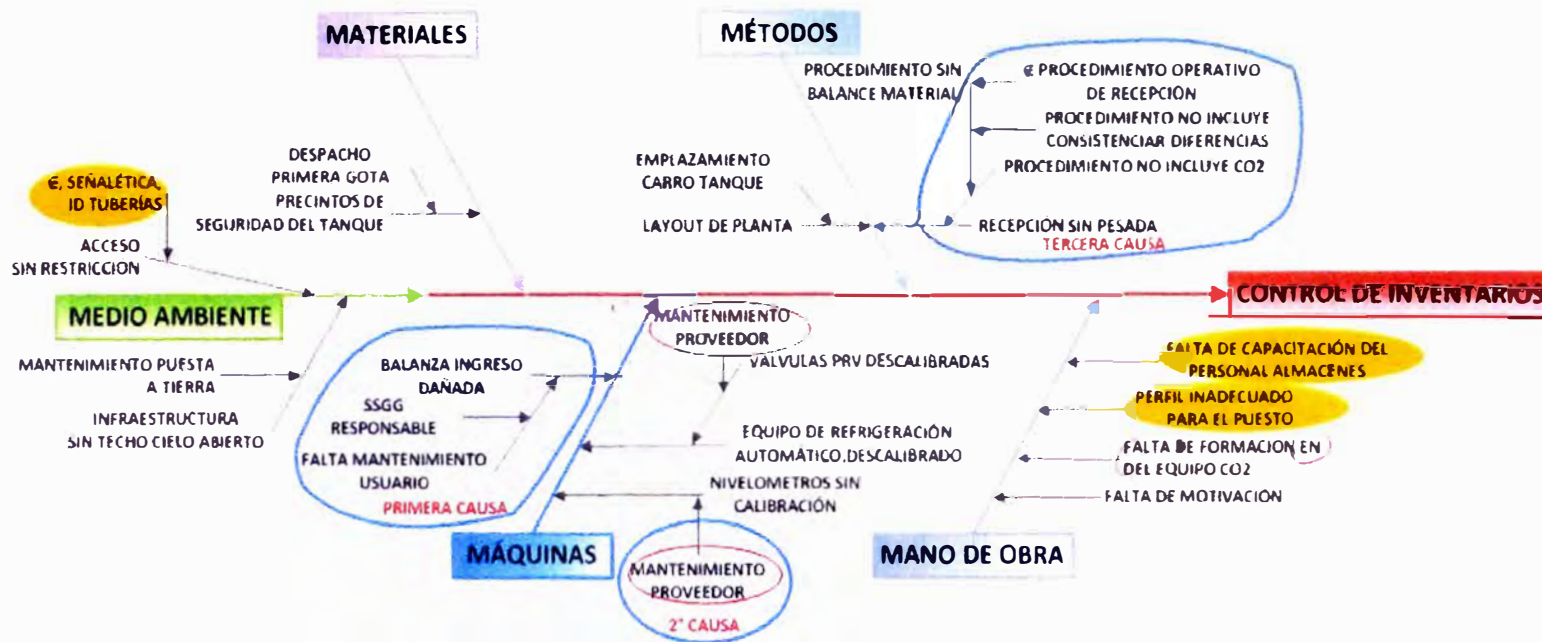 MATERIALES
MÉTODOS
PROCEDIMIENTO SIN
BALANCE MATERIAL
∉ PROCEDIMIENTO OPERATIVO
DE RECEPCIÓN
PROCEDIMIENTO NO INCLUYE
CONSISTENCIAR DIFERENCIAS
PROCEDIMIENTO NO INCLUYE CO2
DESPACHO
PRIMERA GOTA
PRECINTOS DE
SEGURIDAD DEL TANQUE
EMPLAZAMIENTO
CARRO TANQUE
LAYOUT DE PLANTA
RECEPCIÓN SIN PESADA
TERCERA CAUSA
∉, SEÑALÉTICA,
ID TUBERÍAS
ACCESO
SIN RESTRICCION
MEDIO AMBIENTE
CONTROL DE INVENTARIOS
MANTENIMIENTO PUESTA
A TIERRA
INFRAESTRUCTURA
SIN TECHO CIELO ABIERTO
BALANZA INGRESO
DAÑADA
SSGG
RESPONSABLE
FALTA MANTENIMIENTO
USUARIO
PRIMERA CAUSA
MANTENIMIENTO
PROVEEDOR
VÁLVULAS PRV DESCALIBRADAS
EQUIPO DE REFRIGERACIÓN
AUTOMÁTICO, DESCALIBRADO
NIVELOMETROS SIN
CALIBRACIÓN
MÁQUINAS
MANTENIMIENTO
PROVEEDOR
2° CAUSA
FALTA DE CAPACITACIÓN DEL
PERSONAL ALMACENES
PERFIL INADECUADO
PARA EL PUESTO
FALTA DE FORMACION EN
DEL EQUIPO CO2
FALTA DE MOTIVACIÓN
MANO DE OBRA